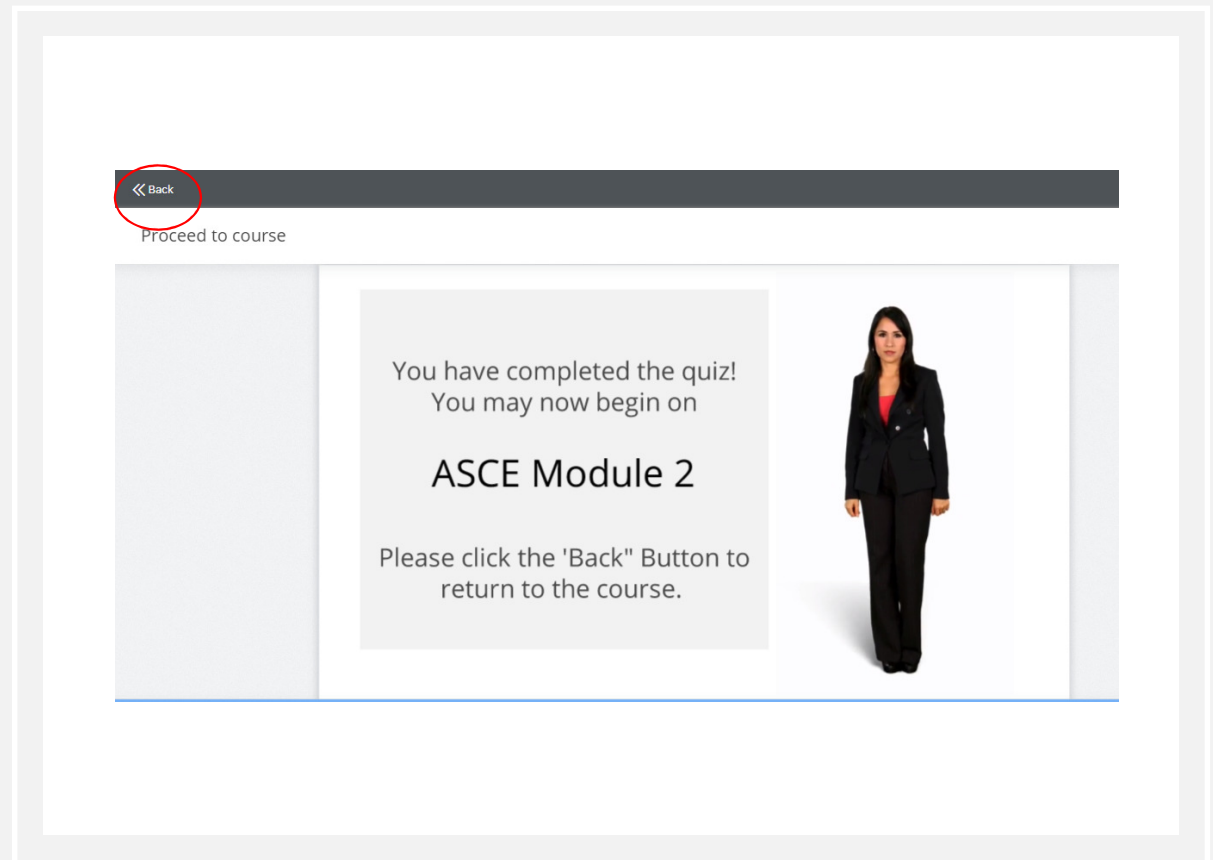 Back
Proceed to course
You have completed the quiz!
You may now begin on
ASCE Module 2
Please click the 'Back" Button to
return to the course.